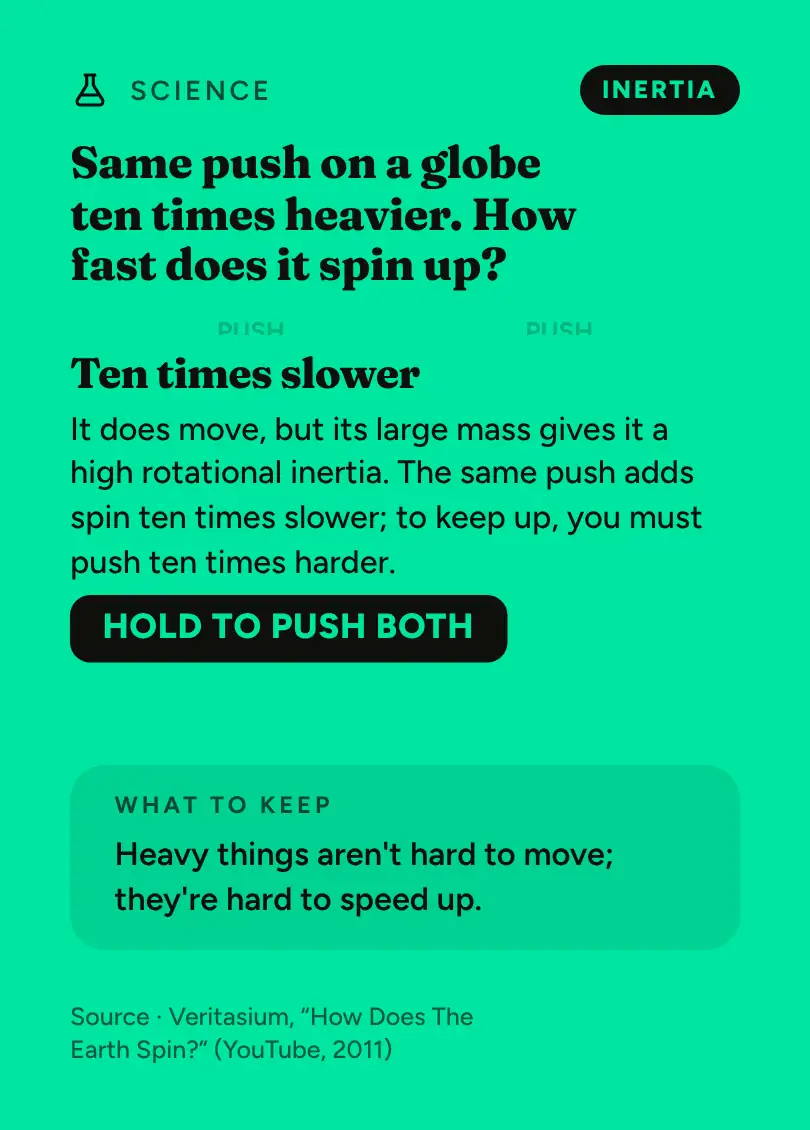 SCIENCE
INERTIA
Same push on a globe
ten times heavier. How
fast does it spin up?
PUSH PUSH
Ten times slower
It does move, but its large mass gives it a
high rotational inertia. The same push adds
spin ten times slower; to keep up, you must
push ten times harder.
HOLD TO PUSH BOTH
WHAT TO KEEP
Heavy things aren't hard to move;
they're hard to speed up.
Source · Veritasium, “How Does The
Earth Spin?” (YouTube, 2011)